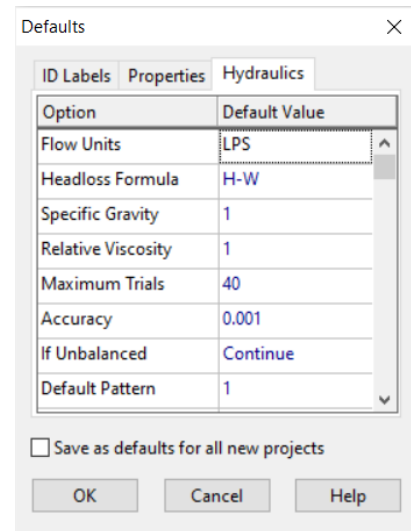 Defaults
ID Labels Properties Hydraulics
Option Default Value
Flow Units LPS
Headloss Formula H-W
Specific Gravity 1
Relative Viscosity 1
Maximum Trials 40
Accuracy 0.001
If Unbalanced Continue
Default Pattern 1
Save as defaults for all new projects
OK Cancel Help